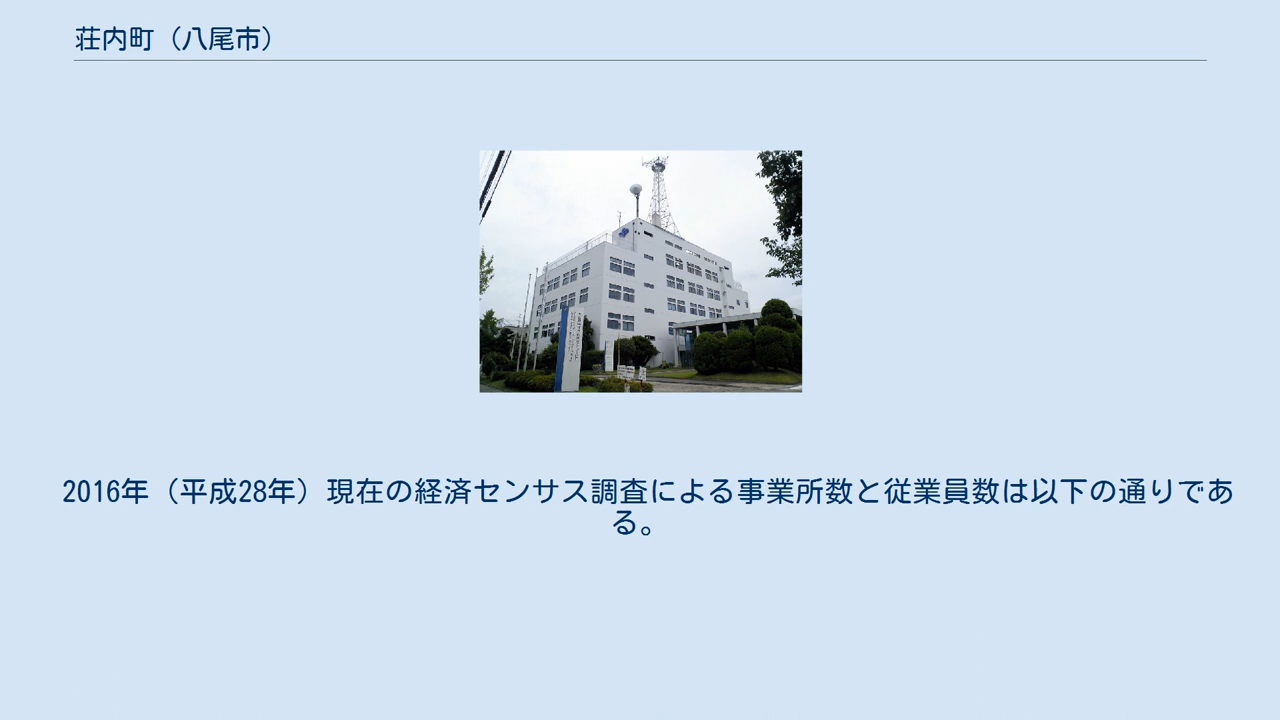 荘内町（八尾市）
2016年（平成28年）現在の経済センサス調査による事業所数と従業員数は以下の通りであ
る。